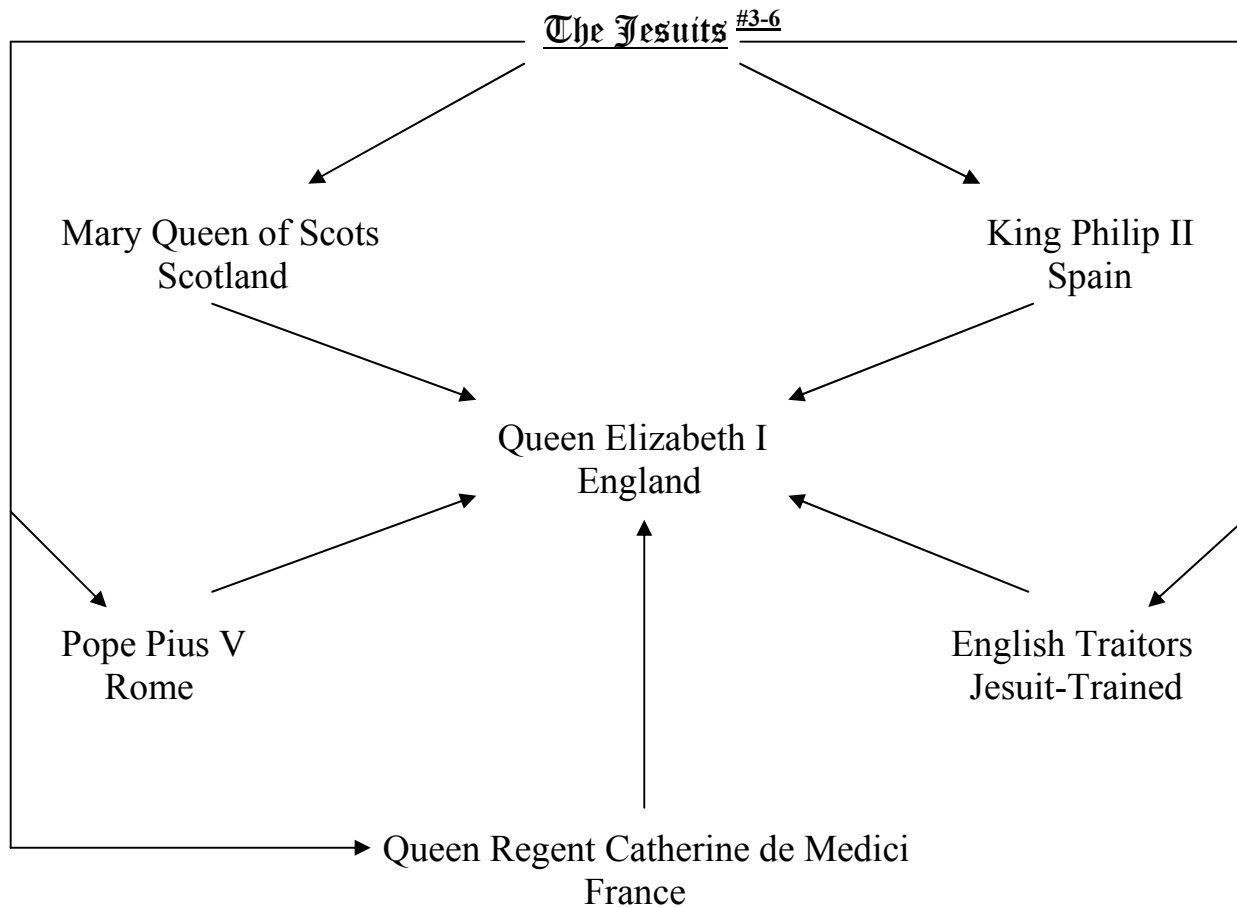 The Jesuits #3-6
Mary Queen of Scots
Scotland
King Philip II
Spain
Queen Elizabeth I
England
Pope Pius V
Rome
English Traitors
Jesuit-Trained
Queen Regent Catherine de Medici
France